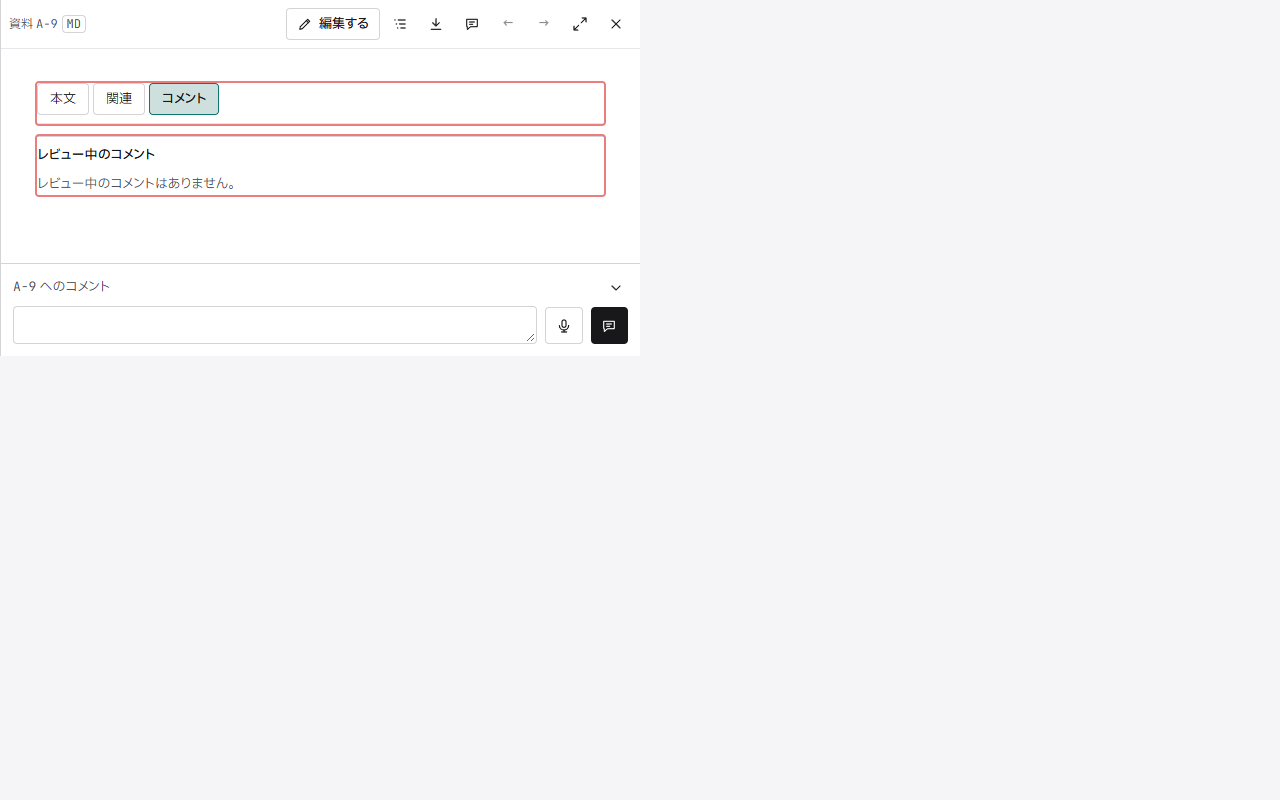 資料 A-9 MD 編集する
本文 関連 コメント
レビュー中のコメント
レビュー中のコメントはありません。
A-9 へのコメント